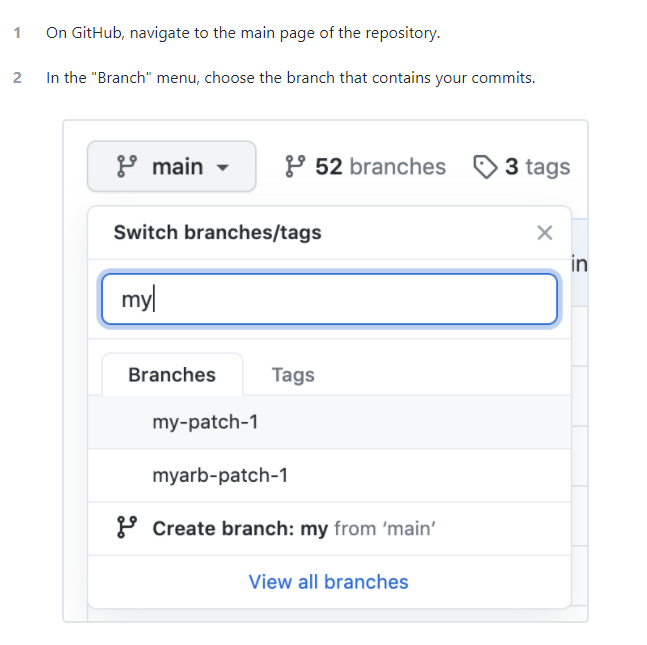 1 On GitHub, navigate to the main page of the repository.
2 In the "Branch" menu, choose the branch that contains your commits.
main 52 branches 3 tags
Switch branches/tags
in
my
Branches Tags
my-patch-1
myarb-patch-1
Create branch: my from ‘main’
View all branches